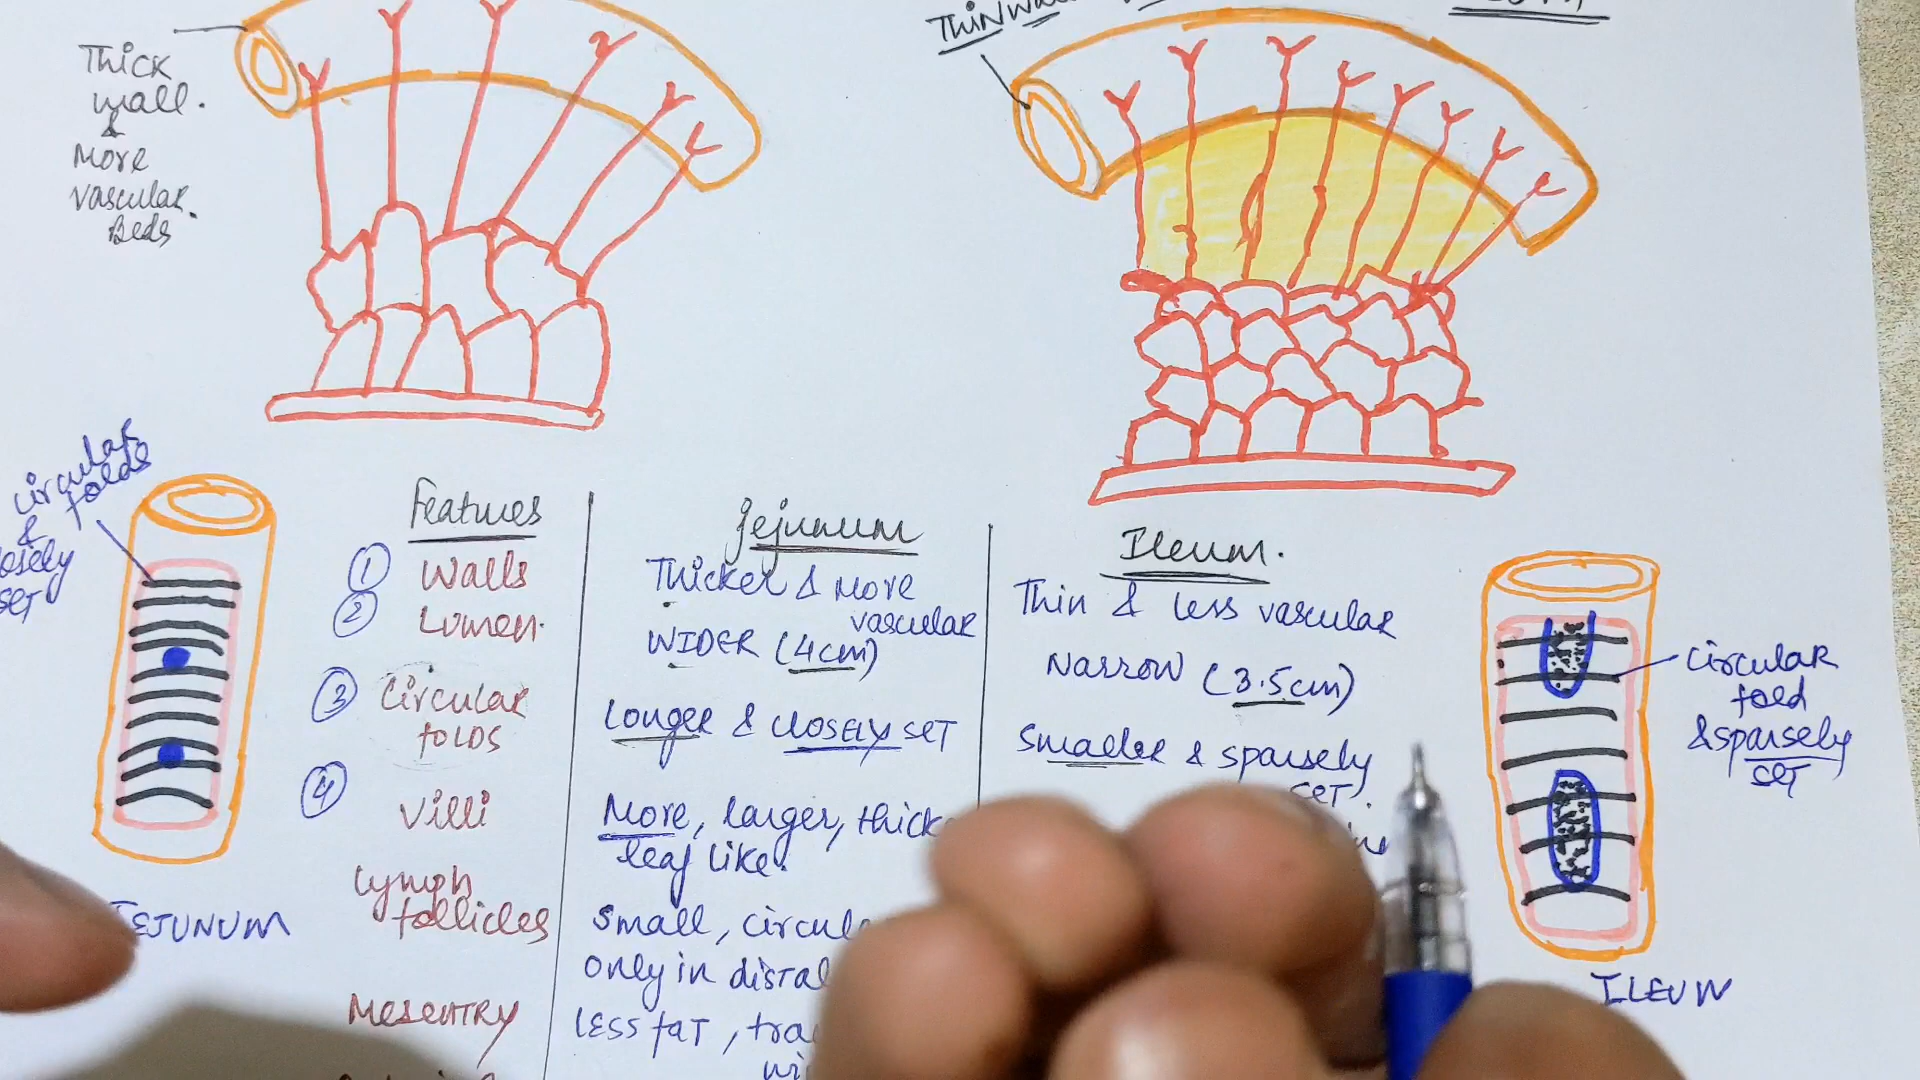 Thick
wall.
&
More
vascular.
Beds
Thin
circular
folds
&
set
JEJUNUM
Features
Jejunum
Ileum.
① Walls
Thicker & More
vascular
Thin & less vascular
② Lumen.
WIDER (4cm)
Narrow (3.5cm)
③ Circular
folds
Longer & closely set
Smaller & sparsely
set.
④ Villi
More, larger, thick
leaf like.
Lymph
follicles
Small,
only in
Mesentry
Less fat,
circular
fold
& sparsely
set
ILEUM